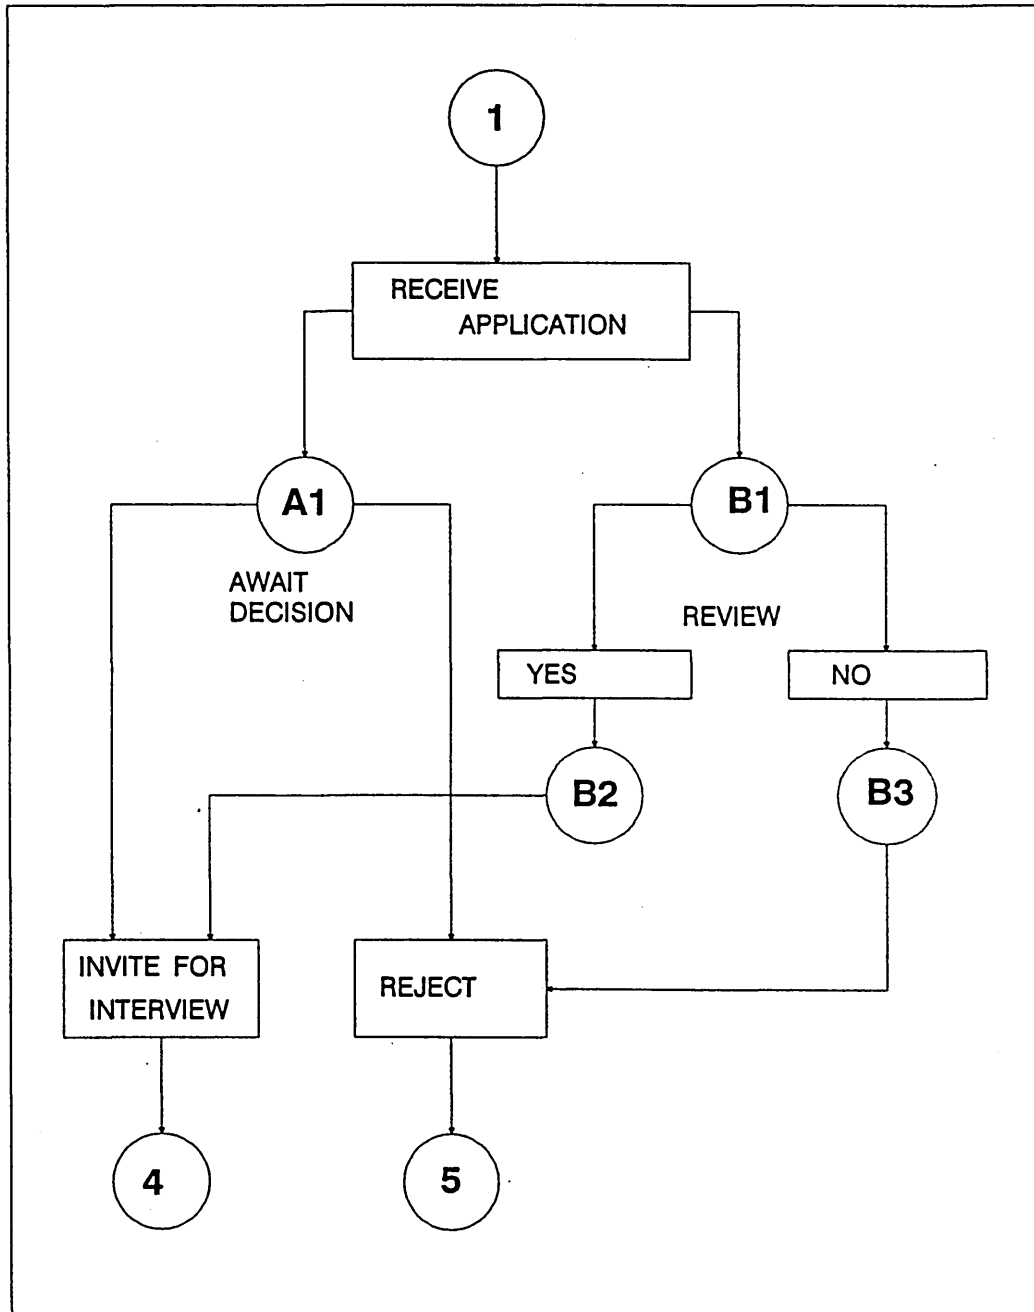 1
RECEIVE
APPLICATION
A1
B1
AWAIT
DECISION
REVIEW
YES
NO
B2
B3
INVITE FOR
INTERVIEW
REJECT
4
5